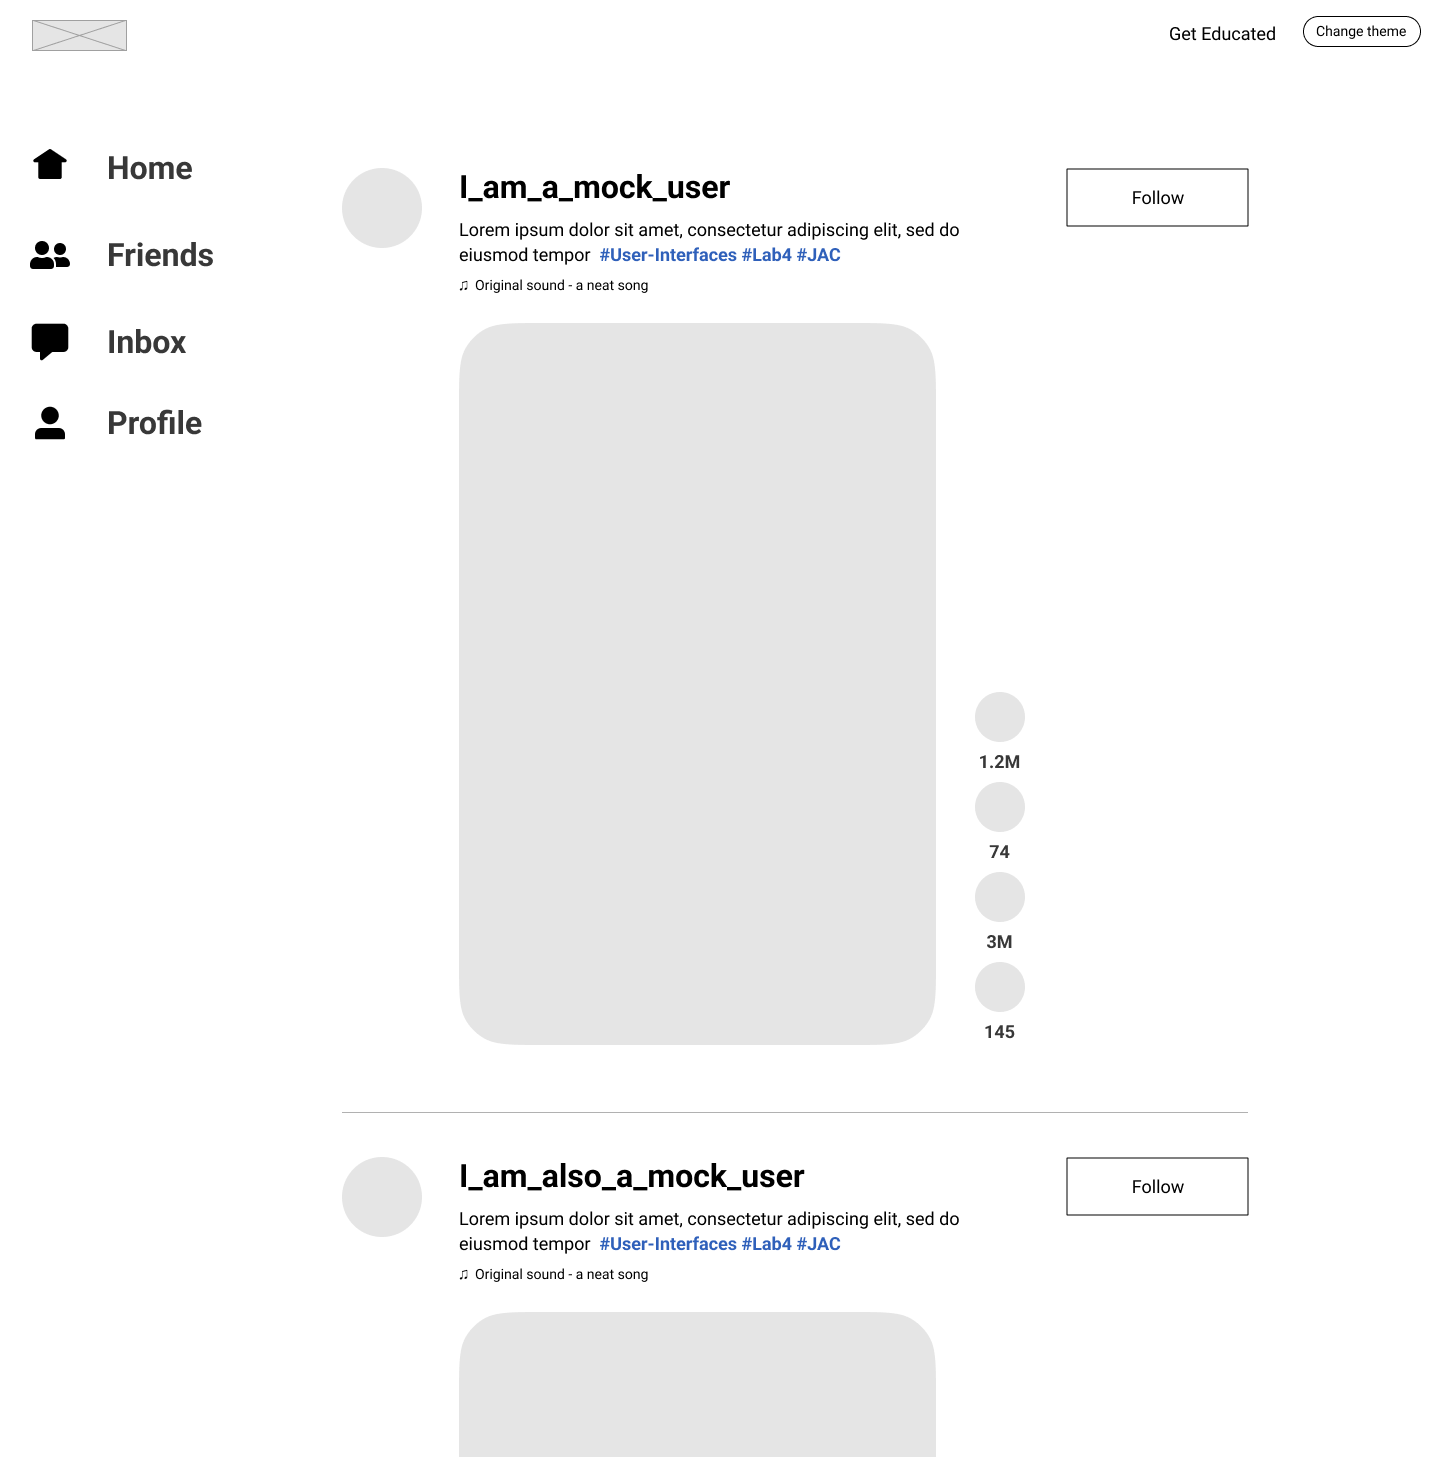 Get Educated
Change theme
Home
Friends
Inbox
Profile
I_am_a_mock_user
Follow
Lorem ipsum dolor sit amet, consectetur adipiscing elit, sed do
eiusmod tempor #User-Interfaces #Lab4 #JAC
♫ Original sound - a neat song
1.2M
74
3M
145
I_am_also_a_mock_user
Follow
Lorem ipsum dolor sit amet, consectetur adipiscing elit, sed do
eiusmod tempor #User-Interfaces #Lab4 #JAC
♫ Original sound - a neat song